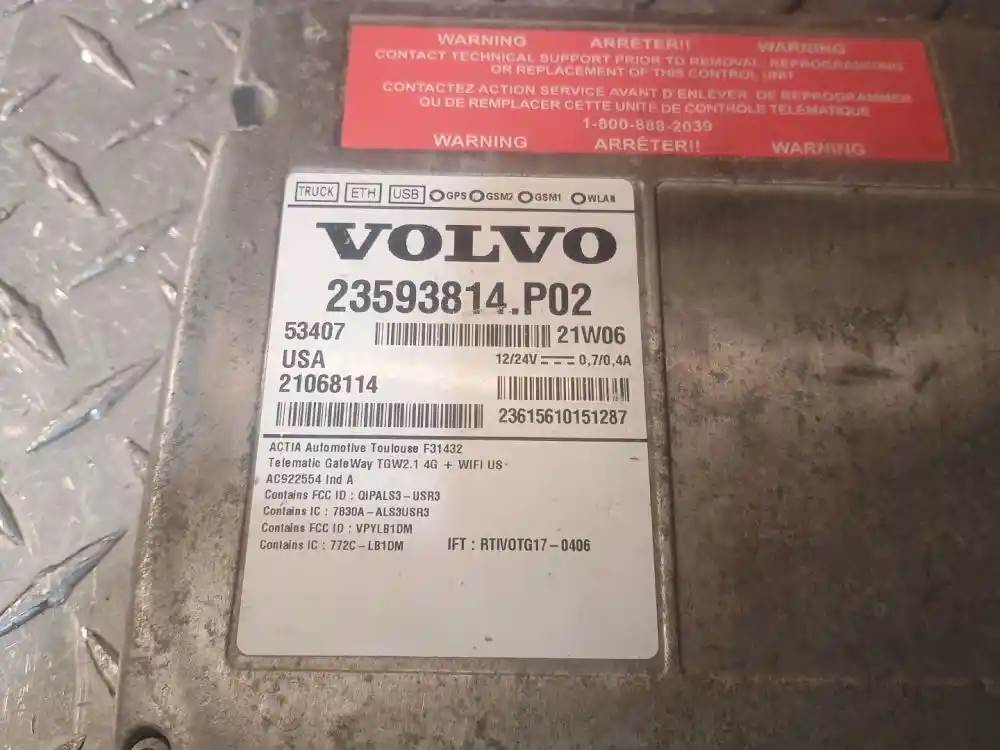 WARNING ARRÊTER!! WARNING
CONTACT TECHNICAL SUPPORT PRIOR TO REMOVAL, REPROGRAMMING
OR REPLACEMENT OF THIS CONTROL UNIT
CONTACTEZ ACTION SERVICE AVANT D'ENLEVER, DE REPROGRAMMER
OU DE REMPLACER CETTE UNITÉ DE CONTRÔLE TÉLÉMATIQUE
1-800-888-2039
WARNING ARRÊTER!! WARNING
TRUCK ETH USB GPS GSM2 GSM1 WLAN
VOLVO
23593814.P02
53407 21W06
USA 12/24V 0,7/0,4A
21068114
23615610151287
ACTIA Automotive Toulouse F31432
Telematic GateWay TGW2.1 4G + WIFI US
AC922554 Ind A
Contains FCC ID : QIPALS3-USR3
Contains IC : 7830A-ALS3USR3
Contains FCC ID : VPYLB1DM
Contains IC : 772C-LB1DM IFT : RTIVOTG17-0406